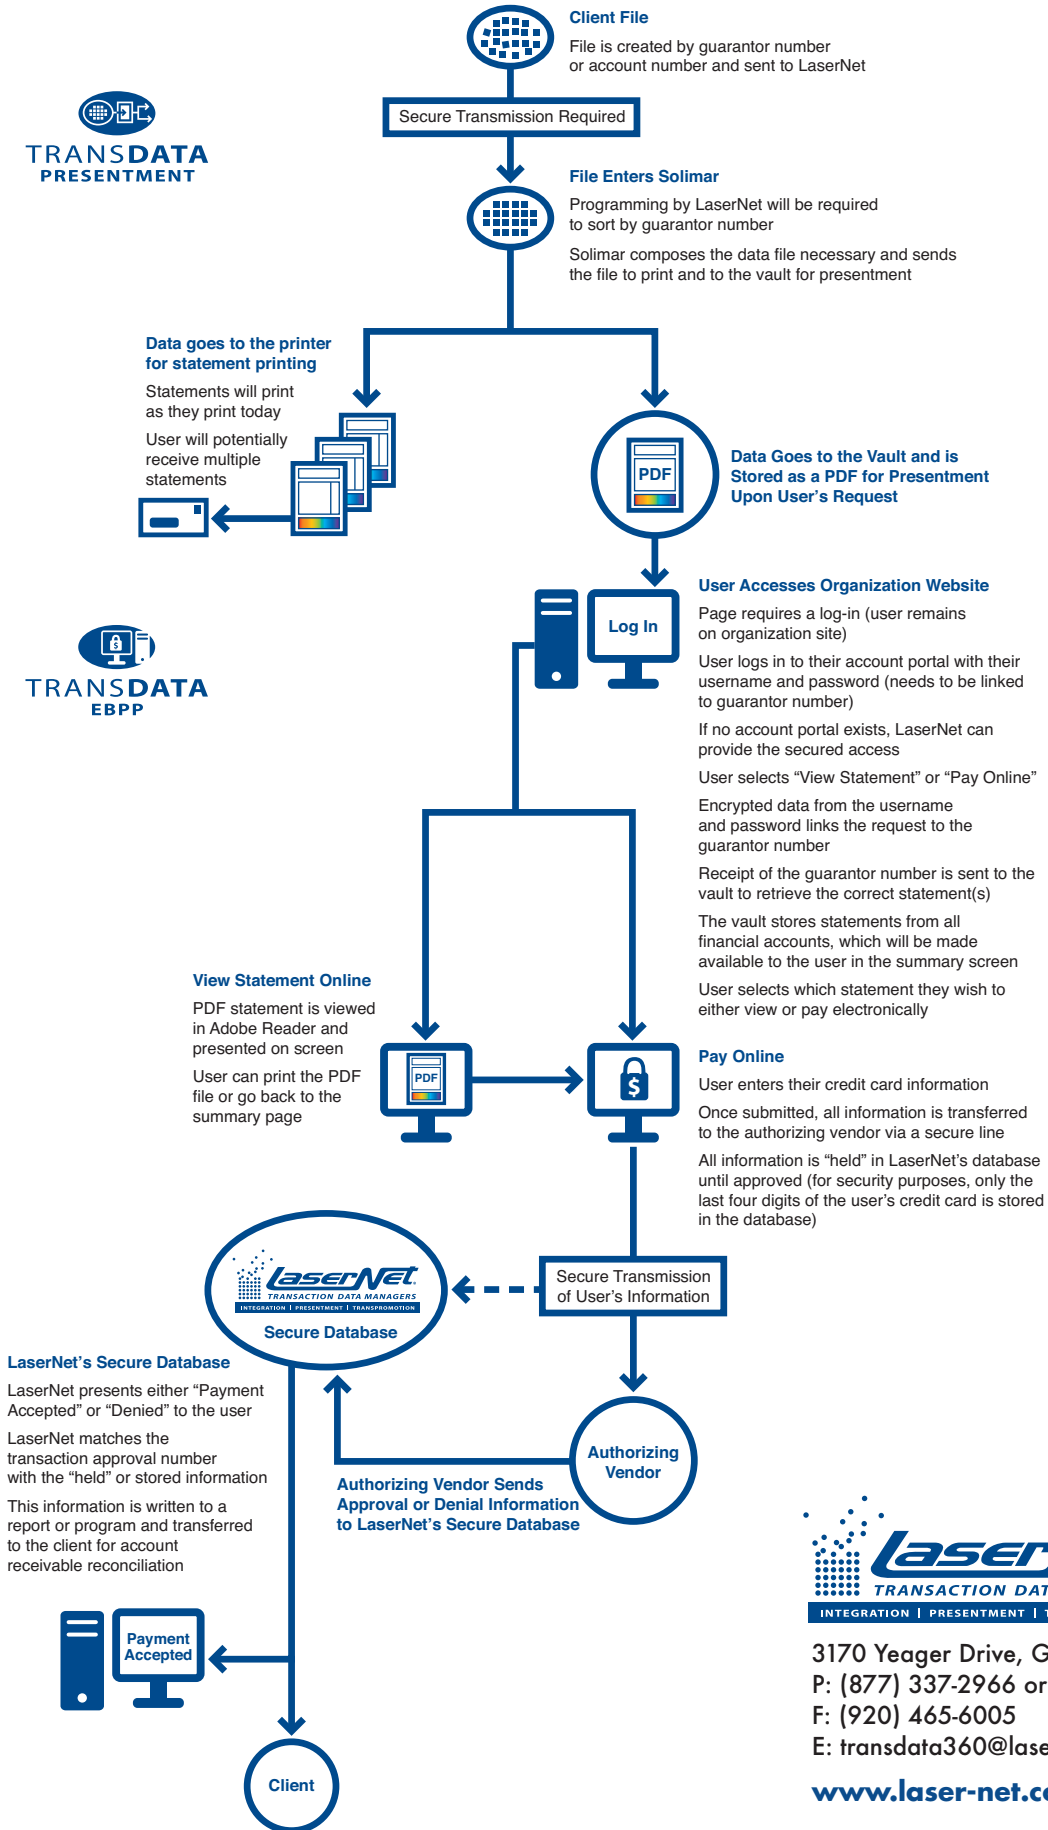 Client File
File is created by guarantor number
or account number and sent to LaserNet
Secure Transmission Required
TRANSDATA
PRESENTMENT
File Enters Solimar
Programming by LaserNet will be required
to sort by guarantor number
Solimar composes the data file necessary and sends
the file to print and to the vault for presentment
Data goes to the printer
for statement printing
Statements will print
as they print today
User will potentially
receive multiple
statements
PDF
Data Goes to the Vault and is
Stored as a PDF for Presentment
Upon User's Request
TRANSDATA
EBPP
Log In
User Accesses Organization Website
Page requires a log-in (user remains
on organization site)
User logs in to their account portal with their
username and password (needs to be linked
to guarantor number)
If no account portal exists, LaserNet can
provide the secured access
User selects “View Statement” or “Pay Online”
Encrypted data from the username
and password links the request to the
guarantor number
Receipt of the guarantor number is sent to the
vault to retrieve the correct statement(s)
The vault stores statements from all
financial accounts, which will be made
available to the user in the summary screen
User selects which statement they wish to
either view or pay electronically
View Statement Online
PDF statement is viewed
in Adobe Reader and
presented on screen
User can print the PDF
file or go back to the
summary page
PDF
$
Pay Online
User enters their credit card information
Once submitted, all information is transferred
to the authorizing vendor via a secure line
All information is “held” in LaserNet's database
until approved (for security purposes, only the
last four digits of the user's credit card is stored
in the database)
LaserNet
TRANSACTION DATA MANAGERS
INTEGRATION | PRESENTMENT | TRANSPROMOTION
Secure Database
Secure Transmission
of User's Information
LaserNet's Secure Database
LaserNet presents either “Payment
Accepted” or “Denied” to the user
LaserNet matches the
transaction approval number
with the “held” or stored information
This information is written to a
report or program and transferred
to the client for account
receivable reconciliation
Authorizing
Vendor
Authorizing Vendor Sends
Approval or Denial Information
to LaserNet's Secure Database
Payment
Accepted
Client
Laser
TRANSACTION DAT
INTEGRATION | PRESENTMENT | T
3170 Yeager Drive, G
P: (877) 337-2966 or
F: (920) 465-6005
E: transdata360@lase
www.laser-net.co